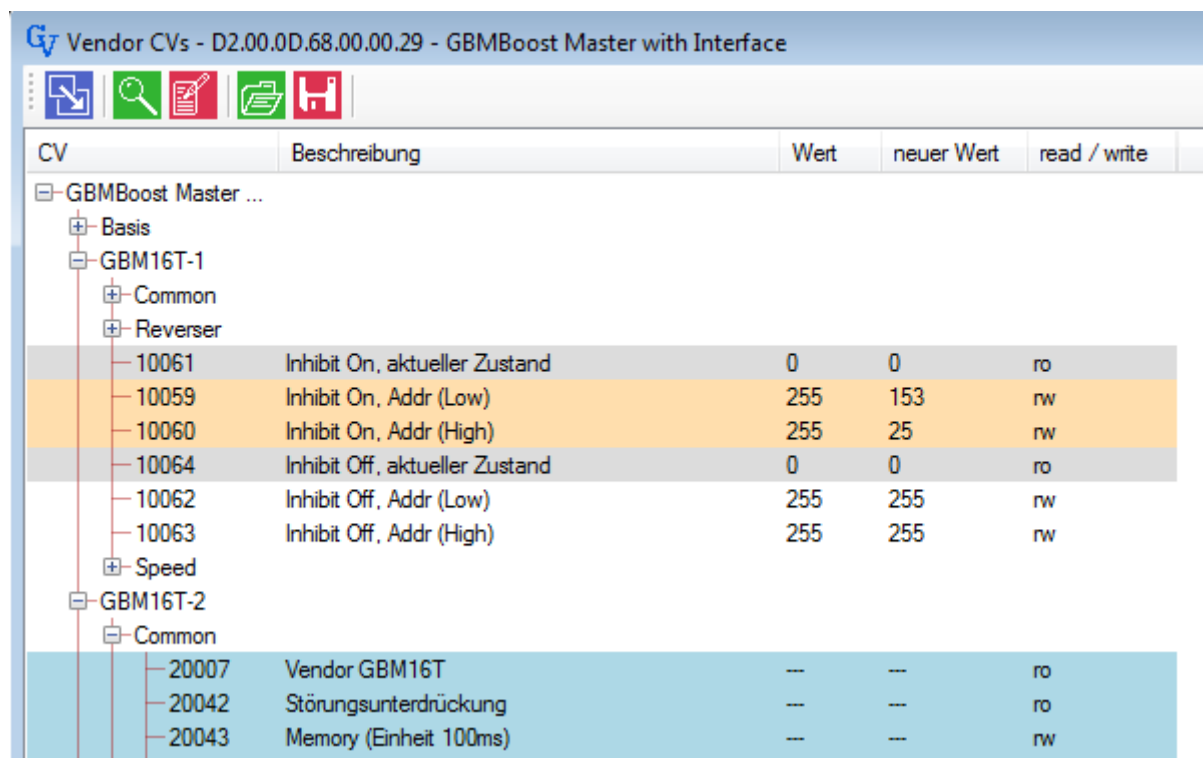 GV Vendor CVs - D2.00.0D.68.00.00.29 - GBMBoost Master with Interface
CV Beschreibung Wert neuer Wert read / write
GBMBoost Master ...
Basis
GBM16T-1
Common
Reverser
10061 Inhibit On, aktueller Zustand 0 0 ro
10059 Inhibit On, Addr (Low) 255 153 rw
10060 Inhibit On, Addr (High) 255 25 rw
10064 Inhibit Off, aktueller Zustand 0 0 ro
10062 Inhibit Off, Addr (Low) 255 255 rw
10063 Inhibit Off, Addr (High) 255 255 rw
Speed
GBM16T-2
Common
20007 Vendor GBM16T --- --- ro
20042 Störungsunterdrückung --- --- ro
20043 Memory (Einheit 100ms) --- --- rw